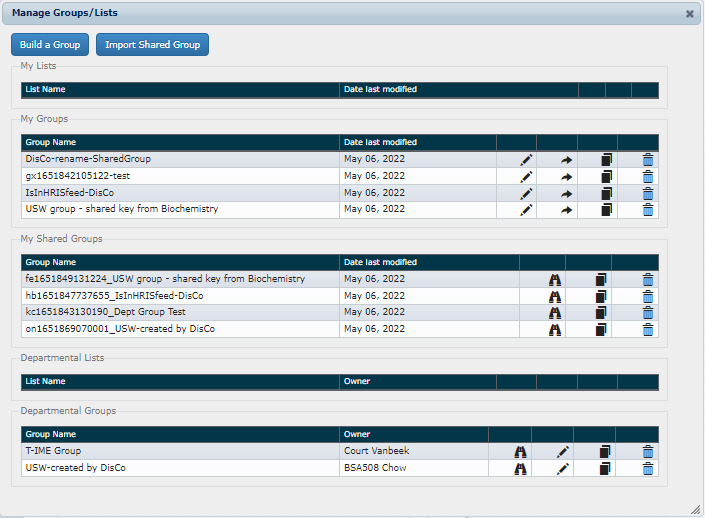 Manage Groups/Lists
Build a Group Import Shared Group
My Lists
List Name Date last modified
My Groups
Group Name Date last modified
DisCo-rename-SharedGroup May 06, 2022
gx1651842105122-test May 06, 2022
IsInHRISfeed-DisCo May 06, 2022
USW group - shared key from Biochemistry May 06, 2022
My Shared Groups
Group Name Date last modified
fe1651849131224_USW group - shared key from Biochemistry May 06, 2022
hb1651847737655_IsInHRISfeed-DisCo May 06, 2022
kc1651843130190_Dept Group Test May 06, 2022
on1651869070001_USW-created by DisCo May 06, 2022
Departmental Lists
List Name Owner
Departmental Groups
Group Name Owner
T-IME Group Court Vanbeek
USW-created by DisCo BSA508 Chow